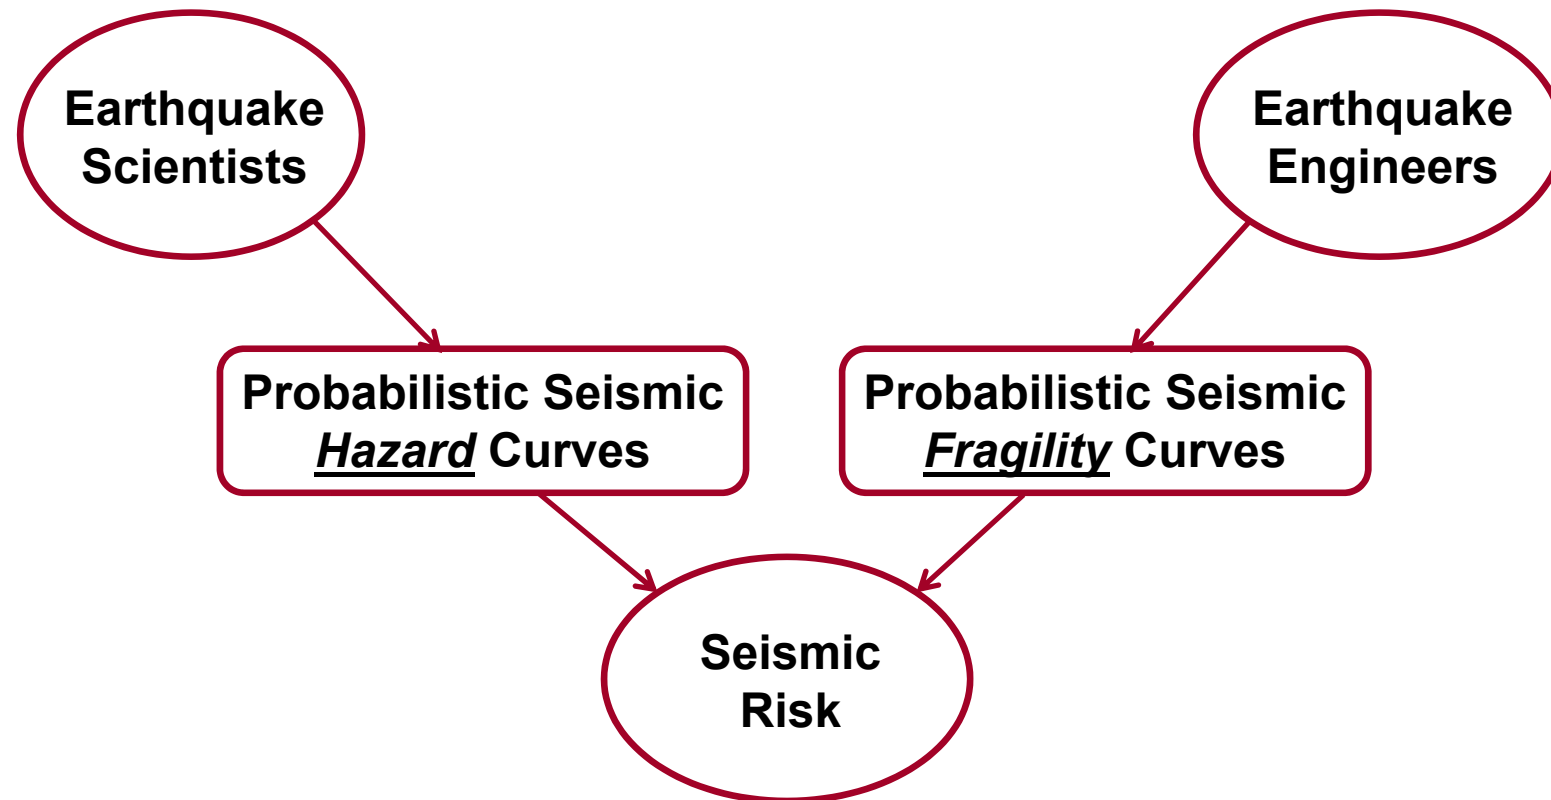 Earthquake
Scientists
Earthquake
Engineers
Probabilistic Seismic
Hazard Curves
Probabilistic Seismic
Fragility Curves
Seismic
Risk